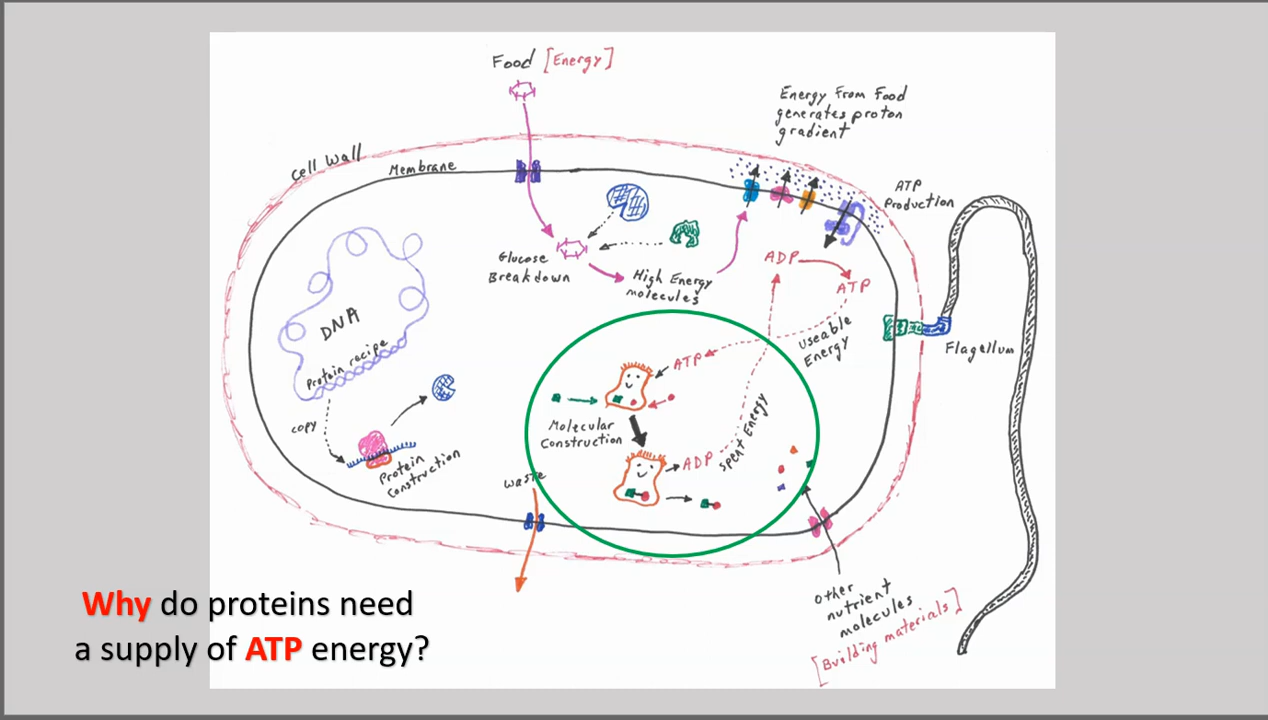 Food [Energy]
Energy From Food
generates proton
gradient
Cell Wall
Membrane
ATP
Production
Glucose
Breakdown
High Energy
molecules
ADP
ATP
DNA
Protein recipe
Useable
Energy
Flagellum
ATP
copy
Molecular
Construction
Protein
Construction
ADP
Spent Energy
waste
Other
nutrient
molecules
[Building materials]
Why do proteins need
a supply of ATP energy?